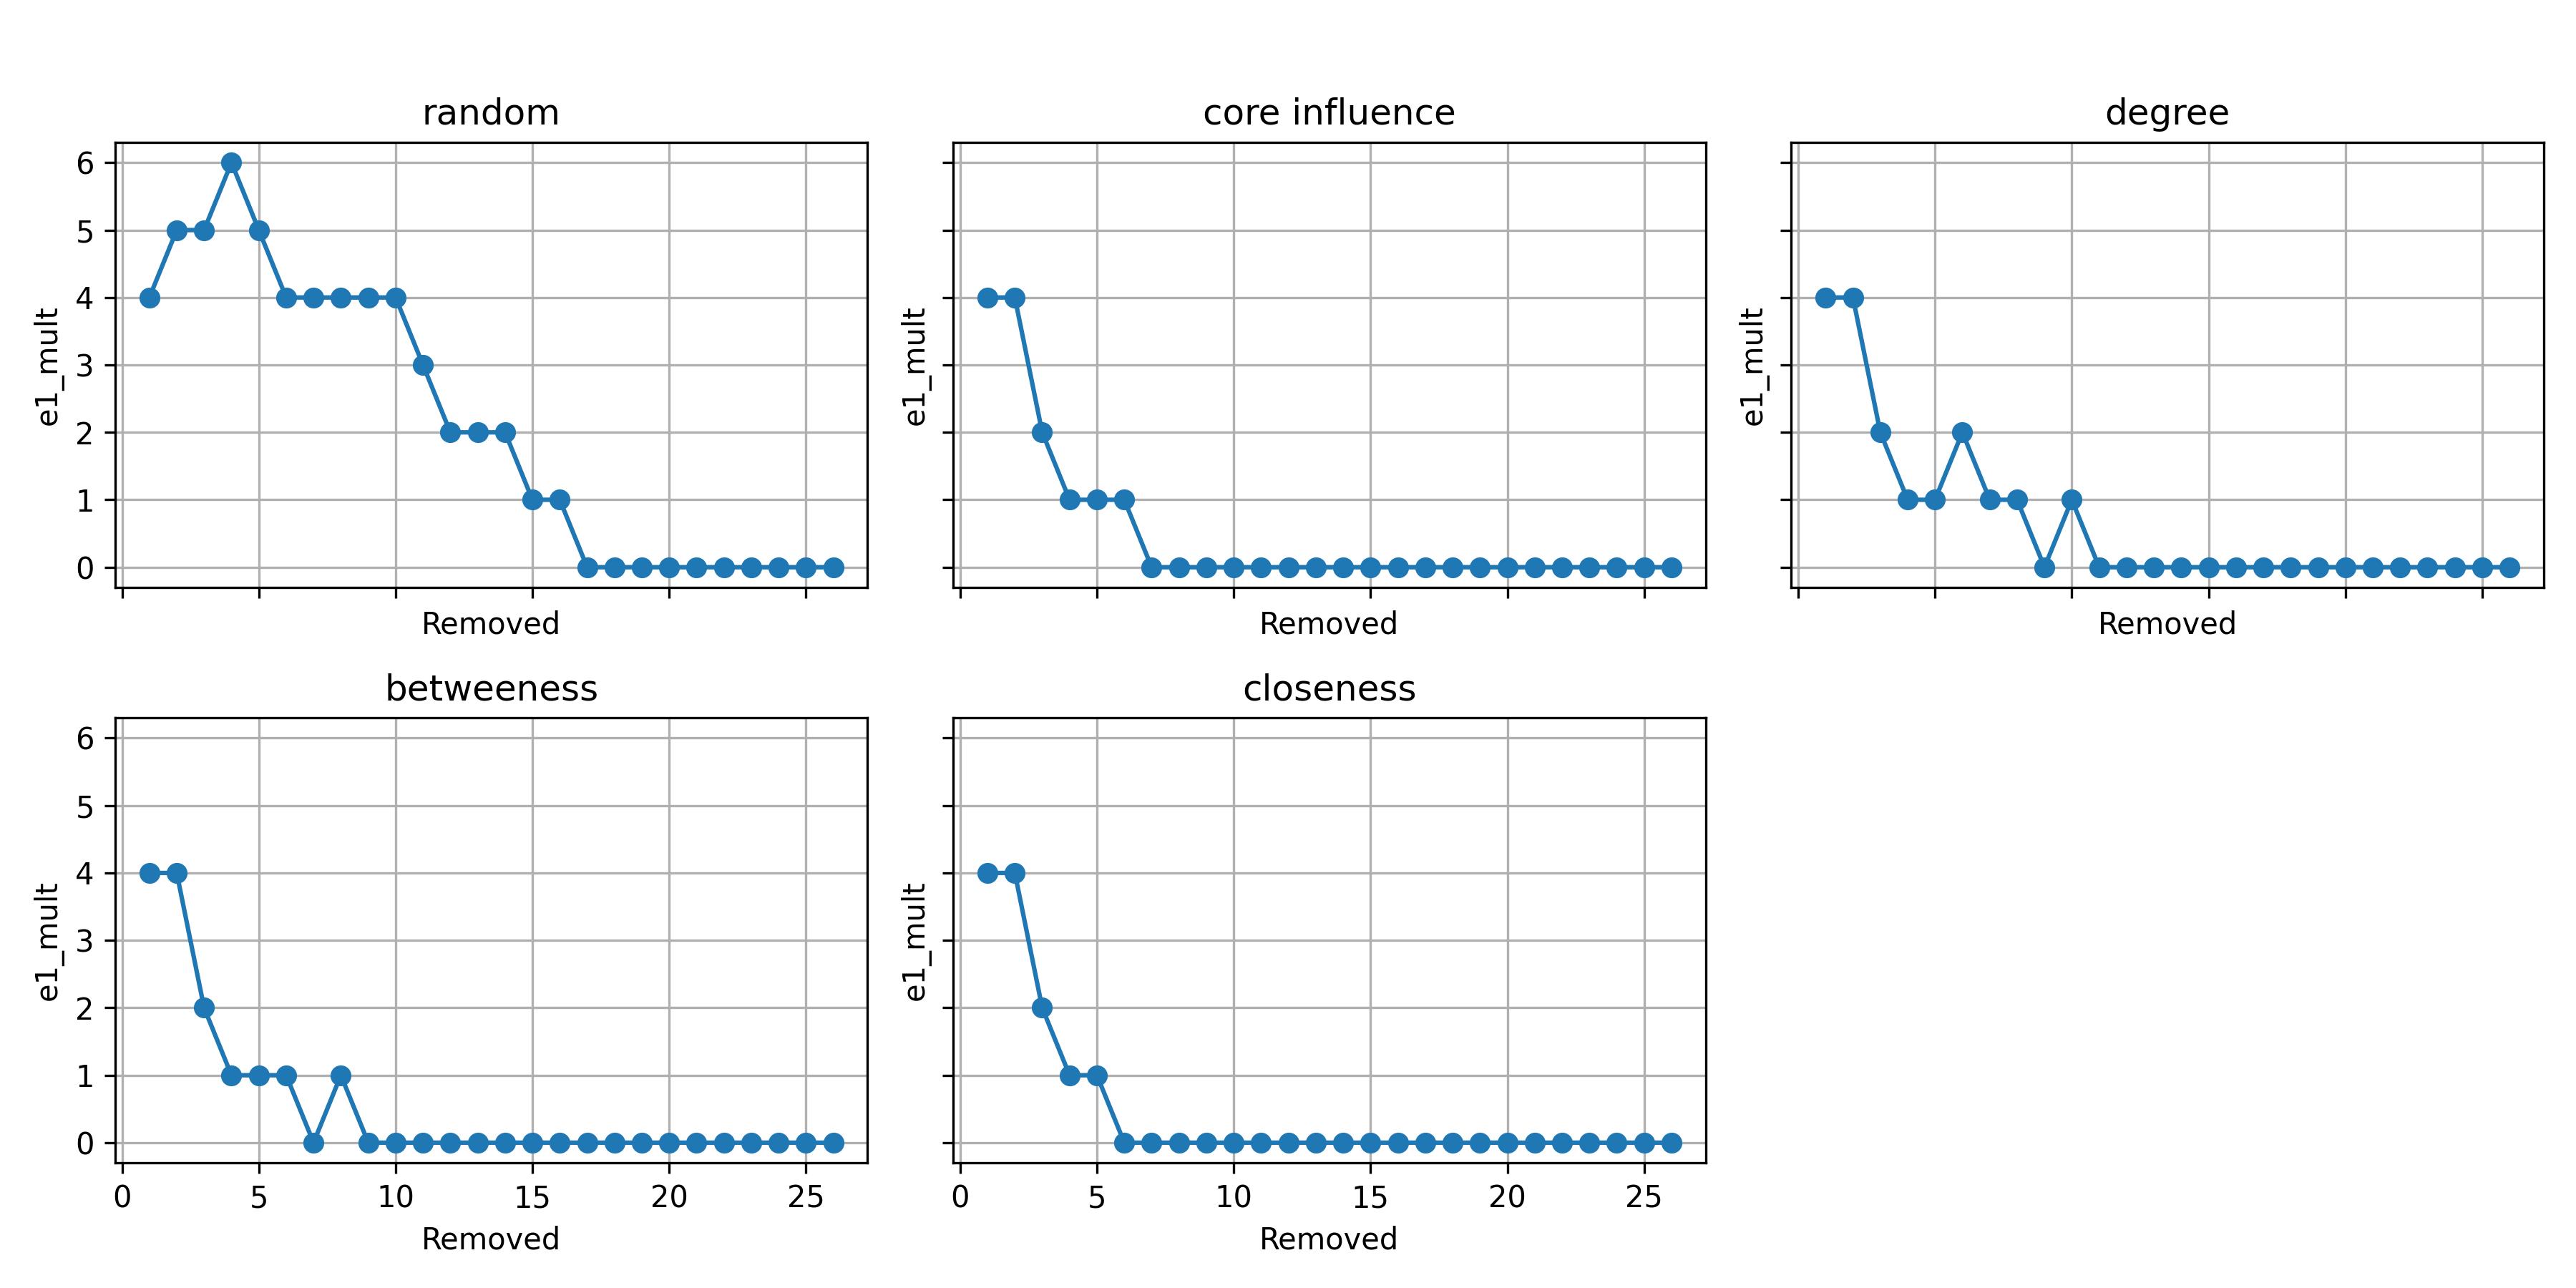 random
core influence
degree
6
5
4
3
2
1
0
e1_mult
e1_mult
e1_mult
Removed
Removed
Removed
betweeness
closeness
6
5
4
3
2
1
0
e1_mult
e1_mult
0 5 10 15 20 25
0 5 10 15 20 25
Removed
Removed